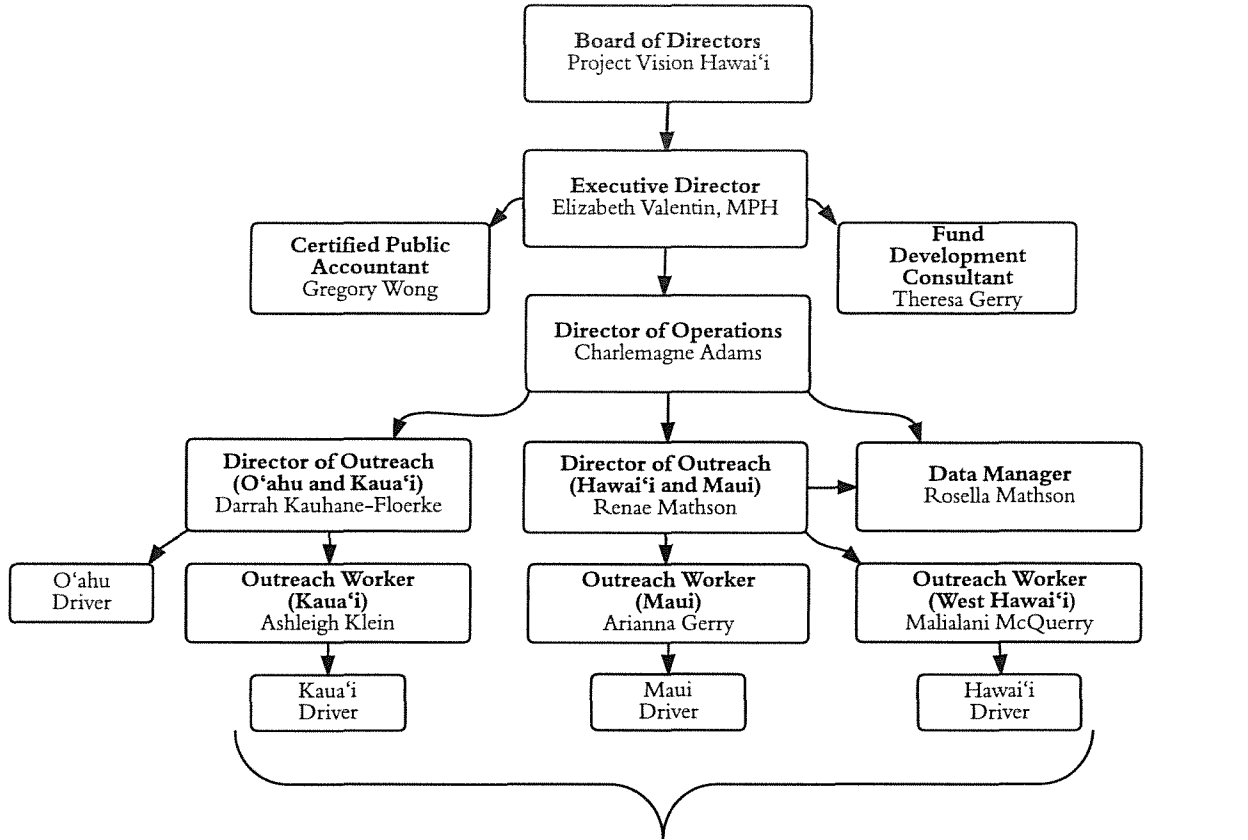 Board of Directors
Project Vision Hawai‘i
Executive Director
Elizabeth Valentin, MPH
Certified Public
Accountant
Gregory Wong
Fund
Development
Consultant
Theresa Gerry
Director of Operations
Charlemagne Adams
Director of Outreach
(O‘ahu and Kaua‘i)
Darrah Kauhane-Floerke
Director of Outreach
(Hawai‘i and Maui)
Renae Mathson
Data Manager
Rosella Mathson
O‘ahu
Driver
Outreach Worker
(Kaua‘i)
Ashleigh Klein
Outreach Worker
(Maui)
Arianna Gerry
Outreach Worker
(West Hawai‘i)
Malialani McQuerry
Kaua‘i
Driver
Maui
Driver
Hawai‘i
Driver